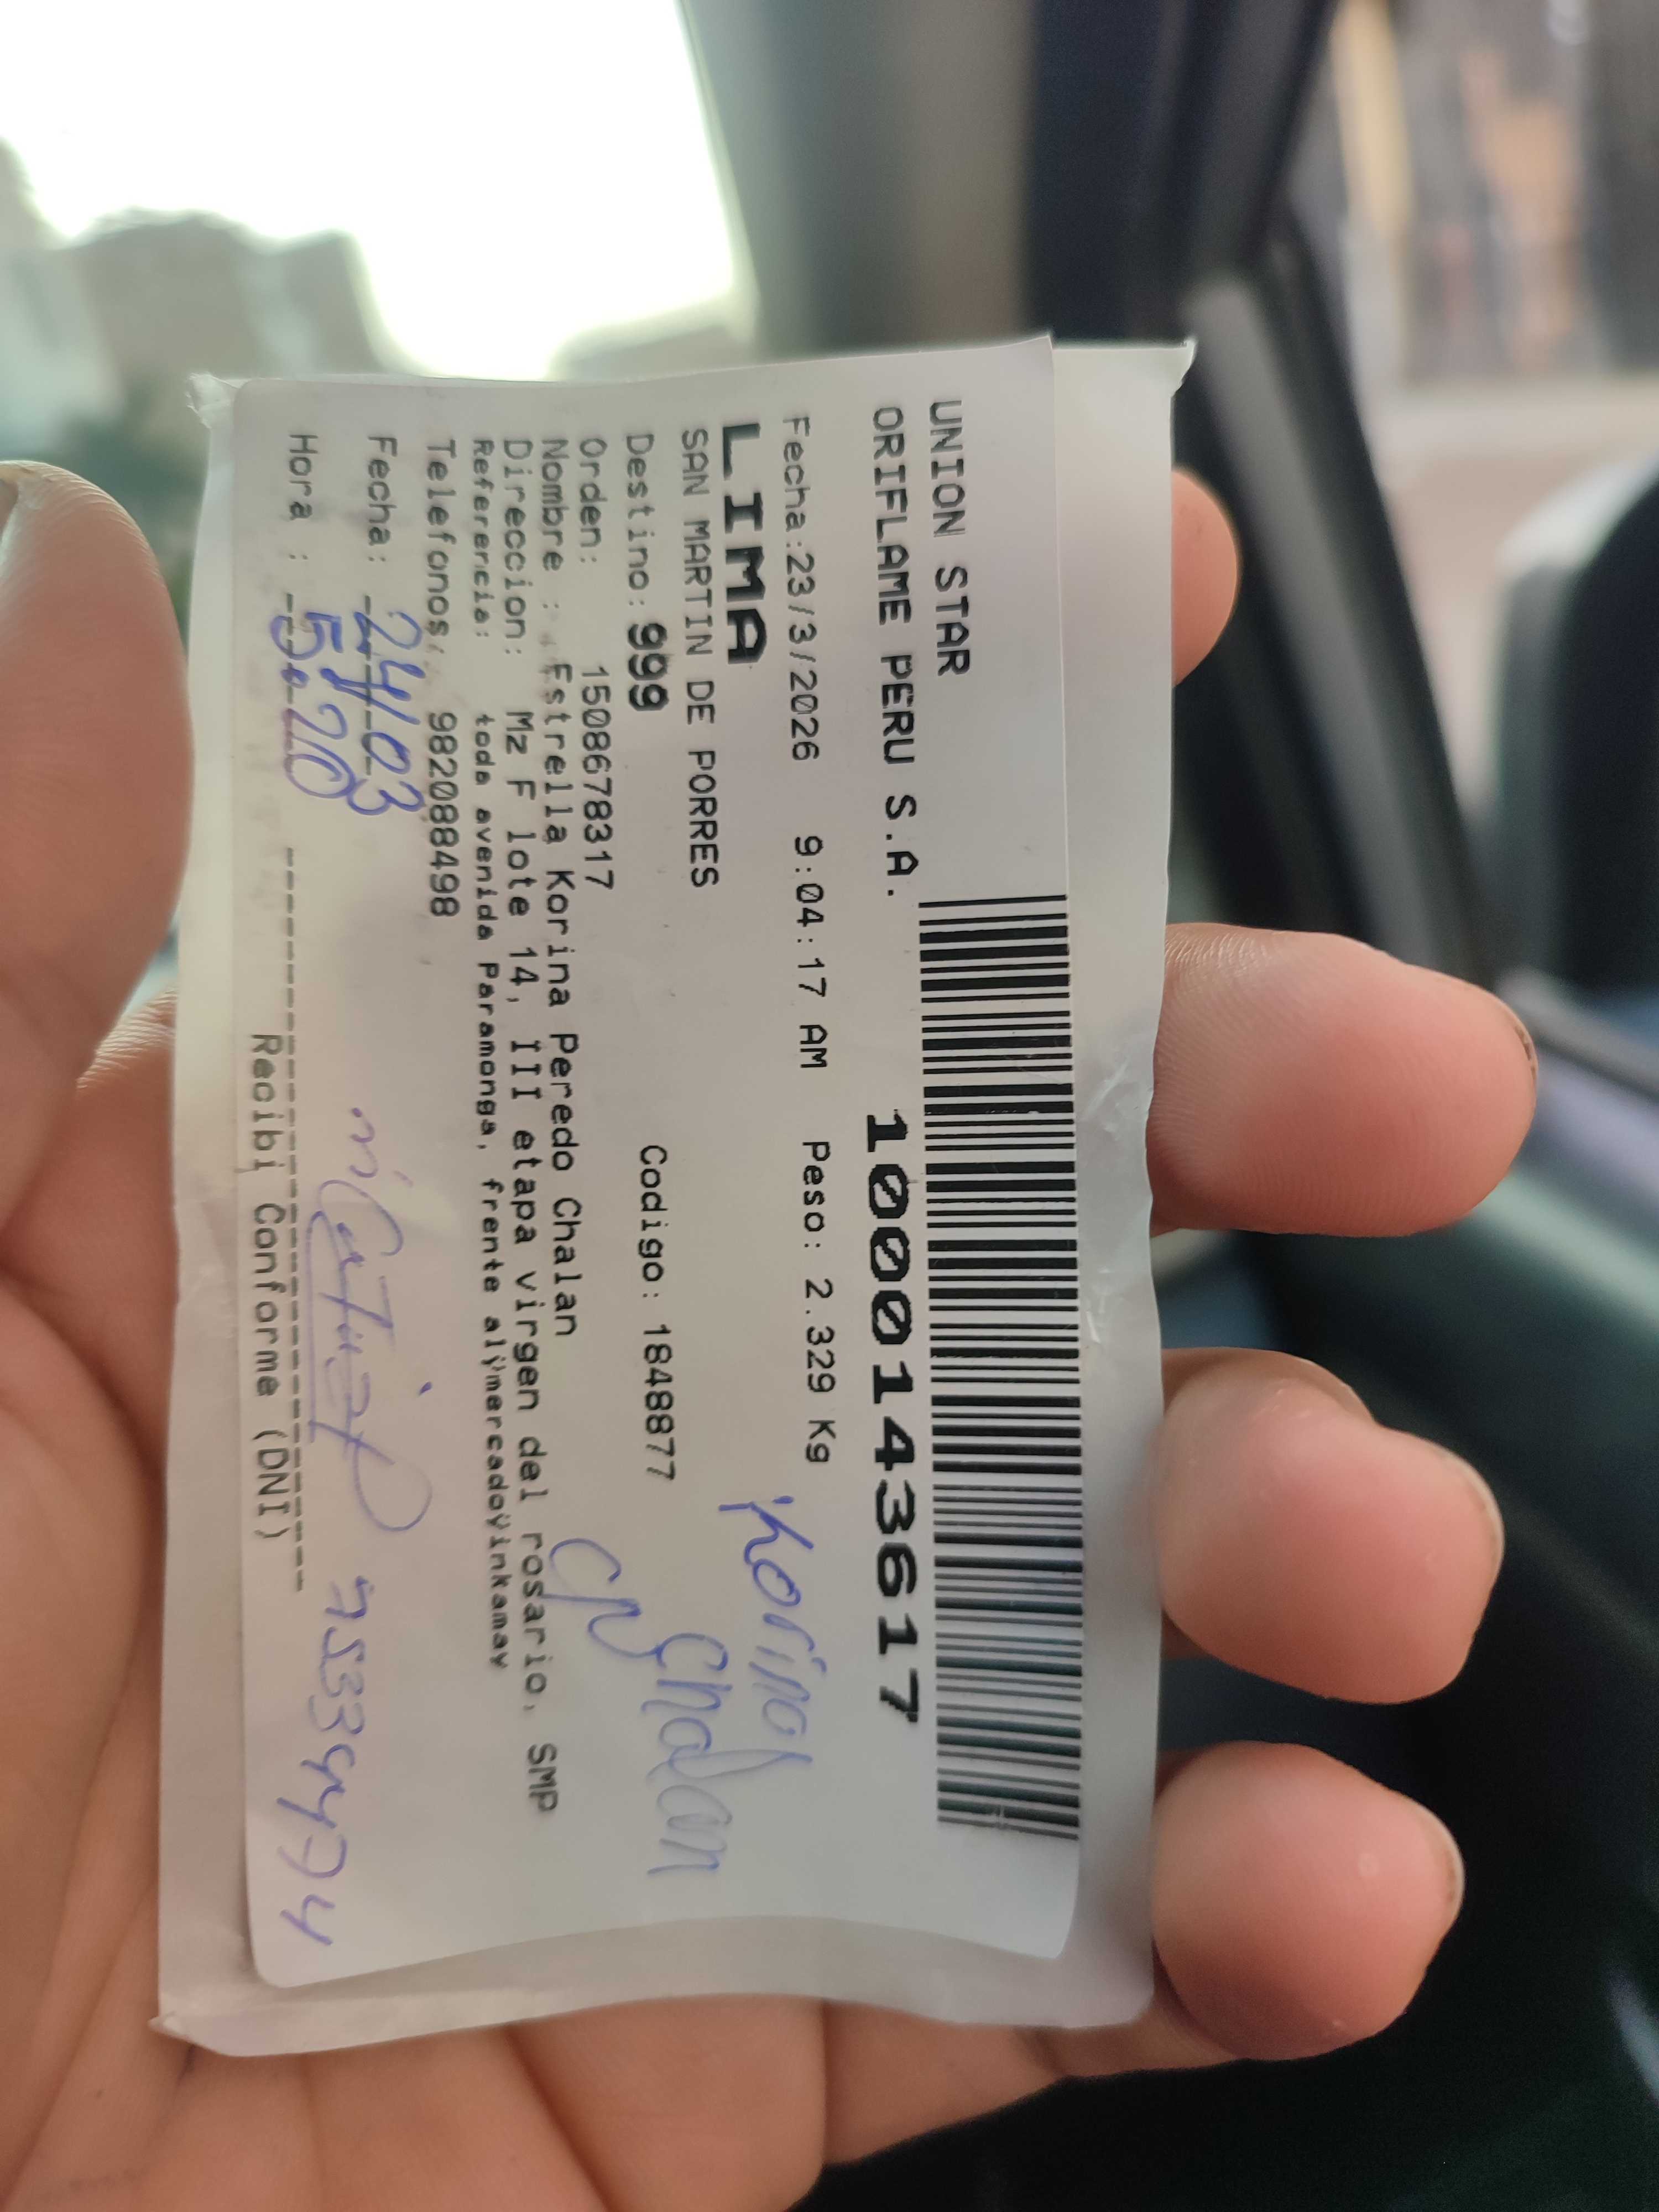 UNION STAR
ORIFLAME PERU S.A.
1000143617
Fecha:23/3/2026 9:04:17 AM Peso: 2.329 Kg
LIMA
Korina
SAN MARTIN DE PORRES
Chalan
Destino: 999 Codigo: 1848877
Orden: 1508678317
Nombre : Estrella Korina Peredo Chalan
Direccion: Mz F lote 14, III etapa virgen del rosario, SMP
Referencia: toda avenida Paramonga, frente alÿmercadoÿinkamay
Telefonos: 982088498
Fecha: 24/03
Hora : 5:20
Recibi Conforme (DNI)